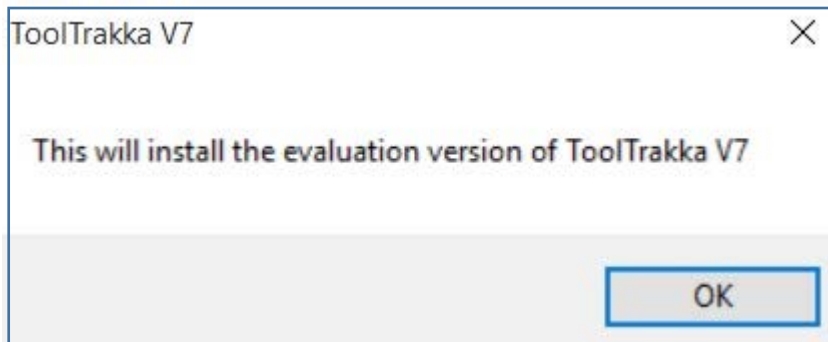 ToolTrakka V7
This will install the evaluation version of ToolTrakka V7
OK